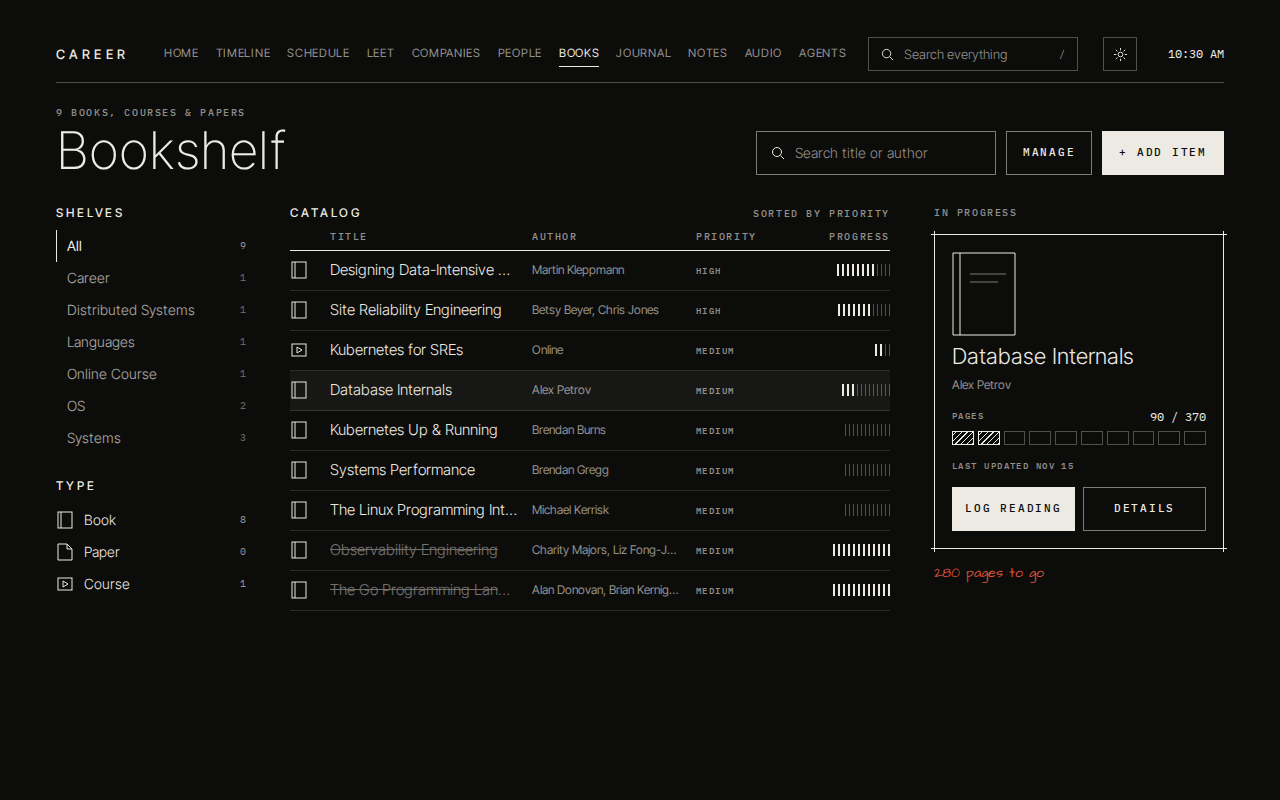 CAREER HOME TIMELINE SCHEDULE LEET COMPANIES PEOPLE BOOKS JOURNAL NOTES AUDIO AGENTS Search everything / 10:30 AM
9 BOOKS, COURSES & PAPERS
Bookshelf
Search title or author MANAGE + ADD ITEM
SHELVES
All 9
Career 1
Distributed Systems 1
Languages 1
Online Course 1
OS 2
Systems 3
TYPE
Book 8
Paper 0
Course 1
CATALOG SORTED BY PRIORITY
TITLE AUTHOR PRIORITY PROGRESS
Designing Data-Intensive ... Martin Kleppmann HIGH
Site Reliability Engineering Betsy Beyer, Chris Jones HIGH
Kubernetes for SREs Online MEDIUM
Database Internals Alex Petrov MEDIUM
Kubernetes Up & Running Brendan Burns MEDIUM
Systems Performance Brendan Gregg MEDIUM
The Linux Programming Int... Michael Kerrisk MEDIUM
Observability Engineering Charity Majors, Liz Fong-J... MEDIUM
The Go Programming Lan... Alan Donovan, Brian Kernig... MEDIUM
IN PROGRESS
Database Internals
Alex Petrov
PAGES 90 / 370
LAST UPDATED NOV 15
LOG READING DETAILS
280 pages to go